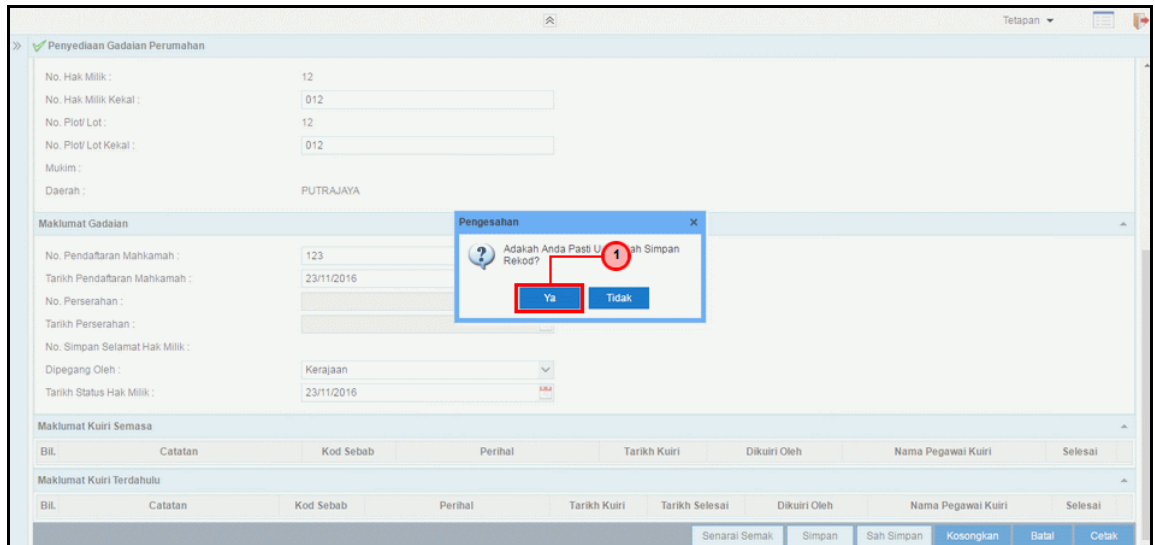 Tetapan
Penyediaan Gadaian Perumahan
No. Hak Milik : 12
No. Hak Milik Kekal : 012
No. Plot/ Lot : 12
No. Plot/ Lot Kekal : 012
Mukim :
Daerah : PUTRAJAYA
Maklumat Gadaian
Pengesahan
Adakah Anda Pasti ah Simpan
Rekod?
1
Ya Tidak
No. Pendaftaran Mahkamah : 123
Tarikh Pendaftaran Mahkamah : 23/11/2016
No. Perserahan :
Tarikh Perserahan :
No. Simpan Selamat Hak Milik :
Dipegang Oleh : Kerajaan
Tarikh Status Hak Milik : 23/11/2016
Maklumat Kuiri Semasa
Bil. Catatan Kod Sebab Perihal Tarikh Kuiri Dikuiri Oleh Nama Pegawai Kuiri Selesai
Maklumat Kuiri Terdahulu
Bil. Catatan Kod Sebab Perihal Tarikh Kuiri Tarikh Selesai Dikuiri Oleh Nama Pegawai Kuiri Selesai
Senarai Semak Simpan Sah Simpan Kosongkan Batal Cetak